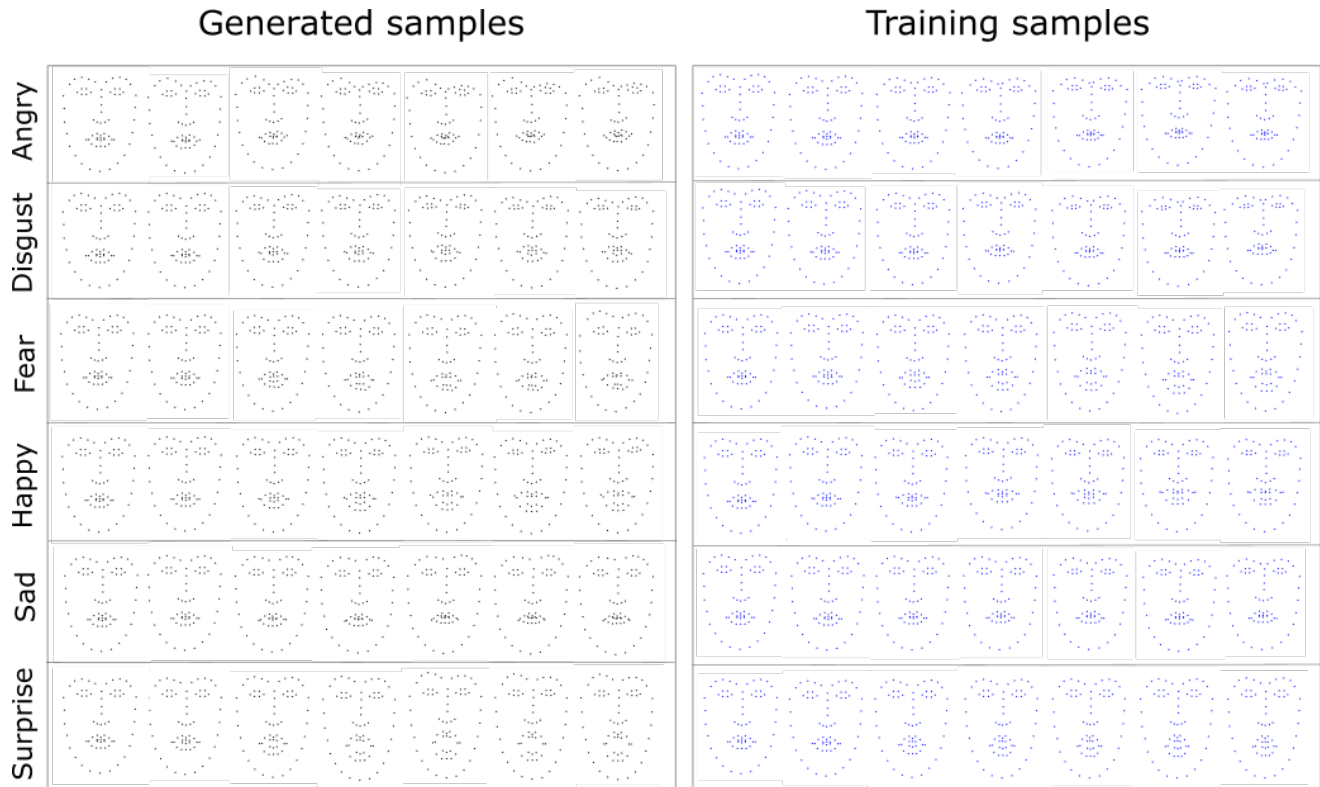 Generated samples
Training samples
Angry
Disgust
Fear
Happy
Sad
Surprise